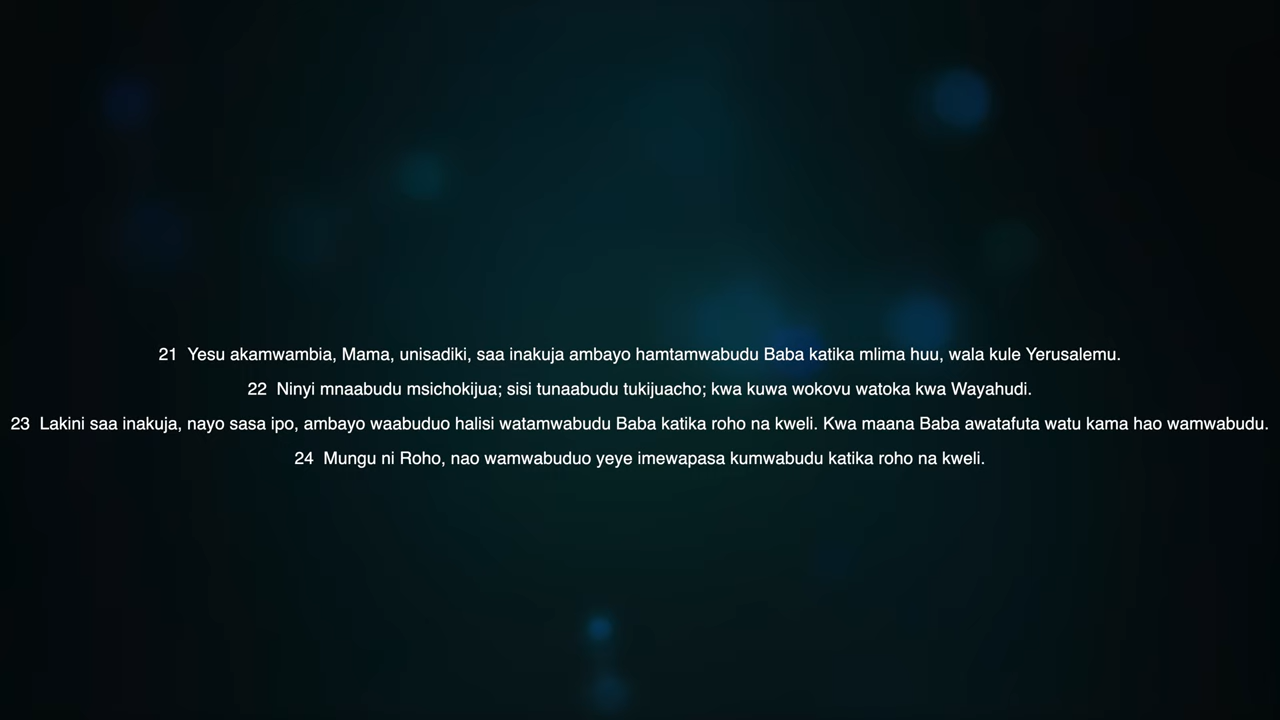 21 Yesu akamwambia, Mama, unisadiki, saa inakuja ambayo hamtamwabudu Baba katika mlima huu, wala kule Yerusalemu.
22 Ninyi mnaabudu msichokijua; sisi tunaabudu tukijuacho; kwa kuwa wokovu watoka kwa Wayahudi.
23 Lakini saa inakuja, nayo sasa ipo, ambayo waabuduo halisi watamwabudu Baba katika roho na kweli. Kwa maana Baba awatafuta watu kama hao wamwabudu.
24 Mungu ni Roho, nao wamwabuduo yeye imewapasa kumwabudu katika roho na kweli.